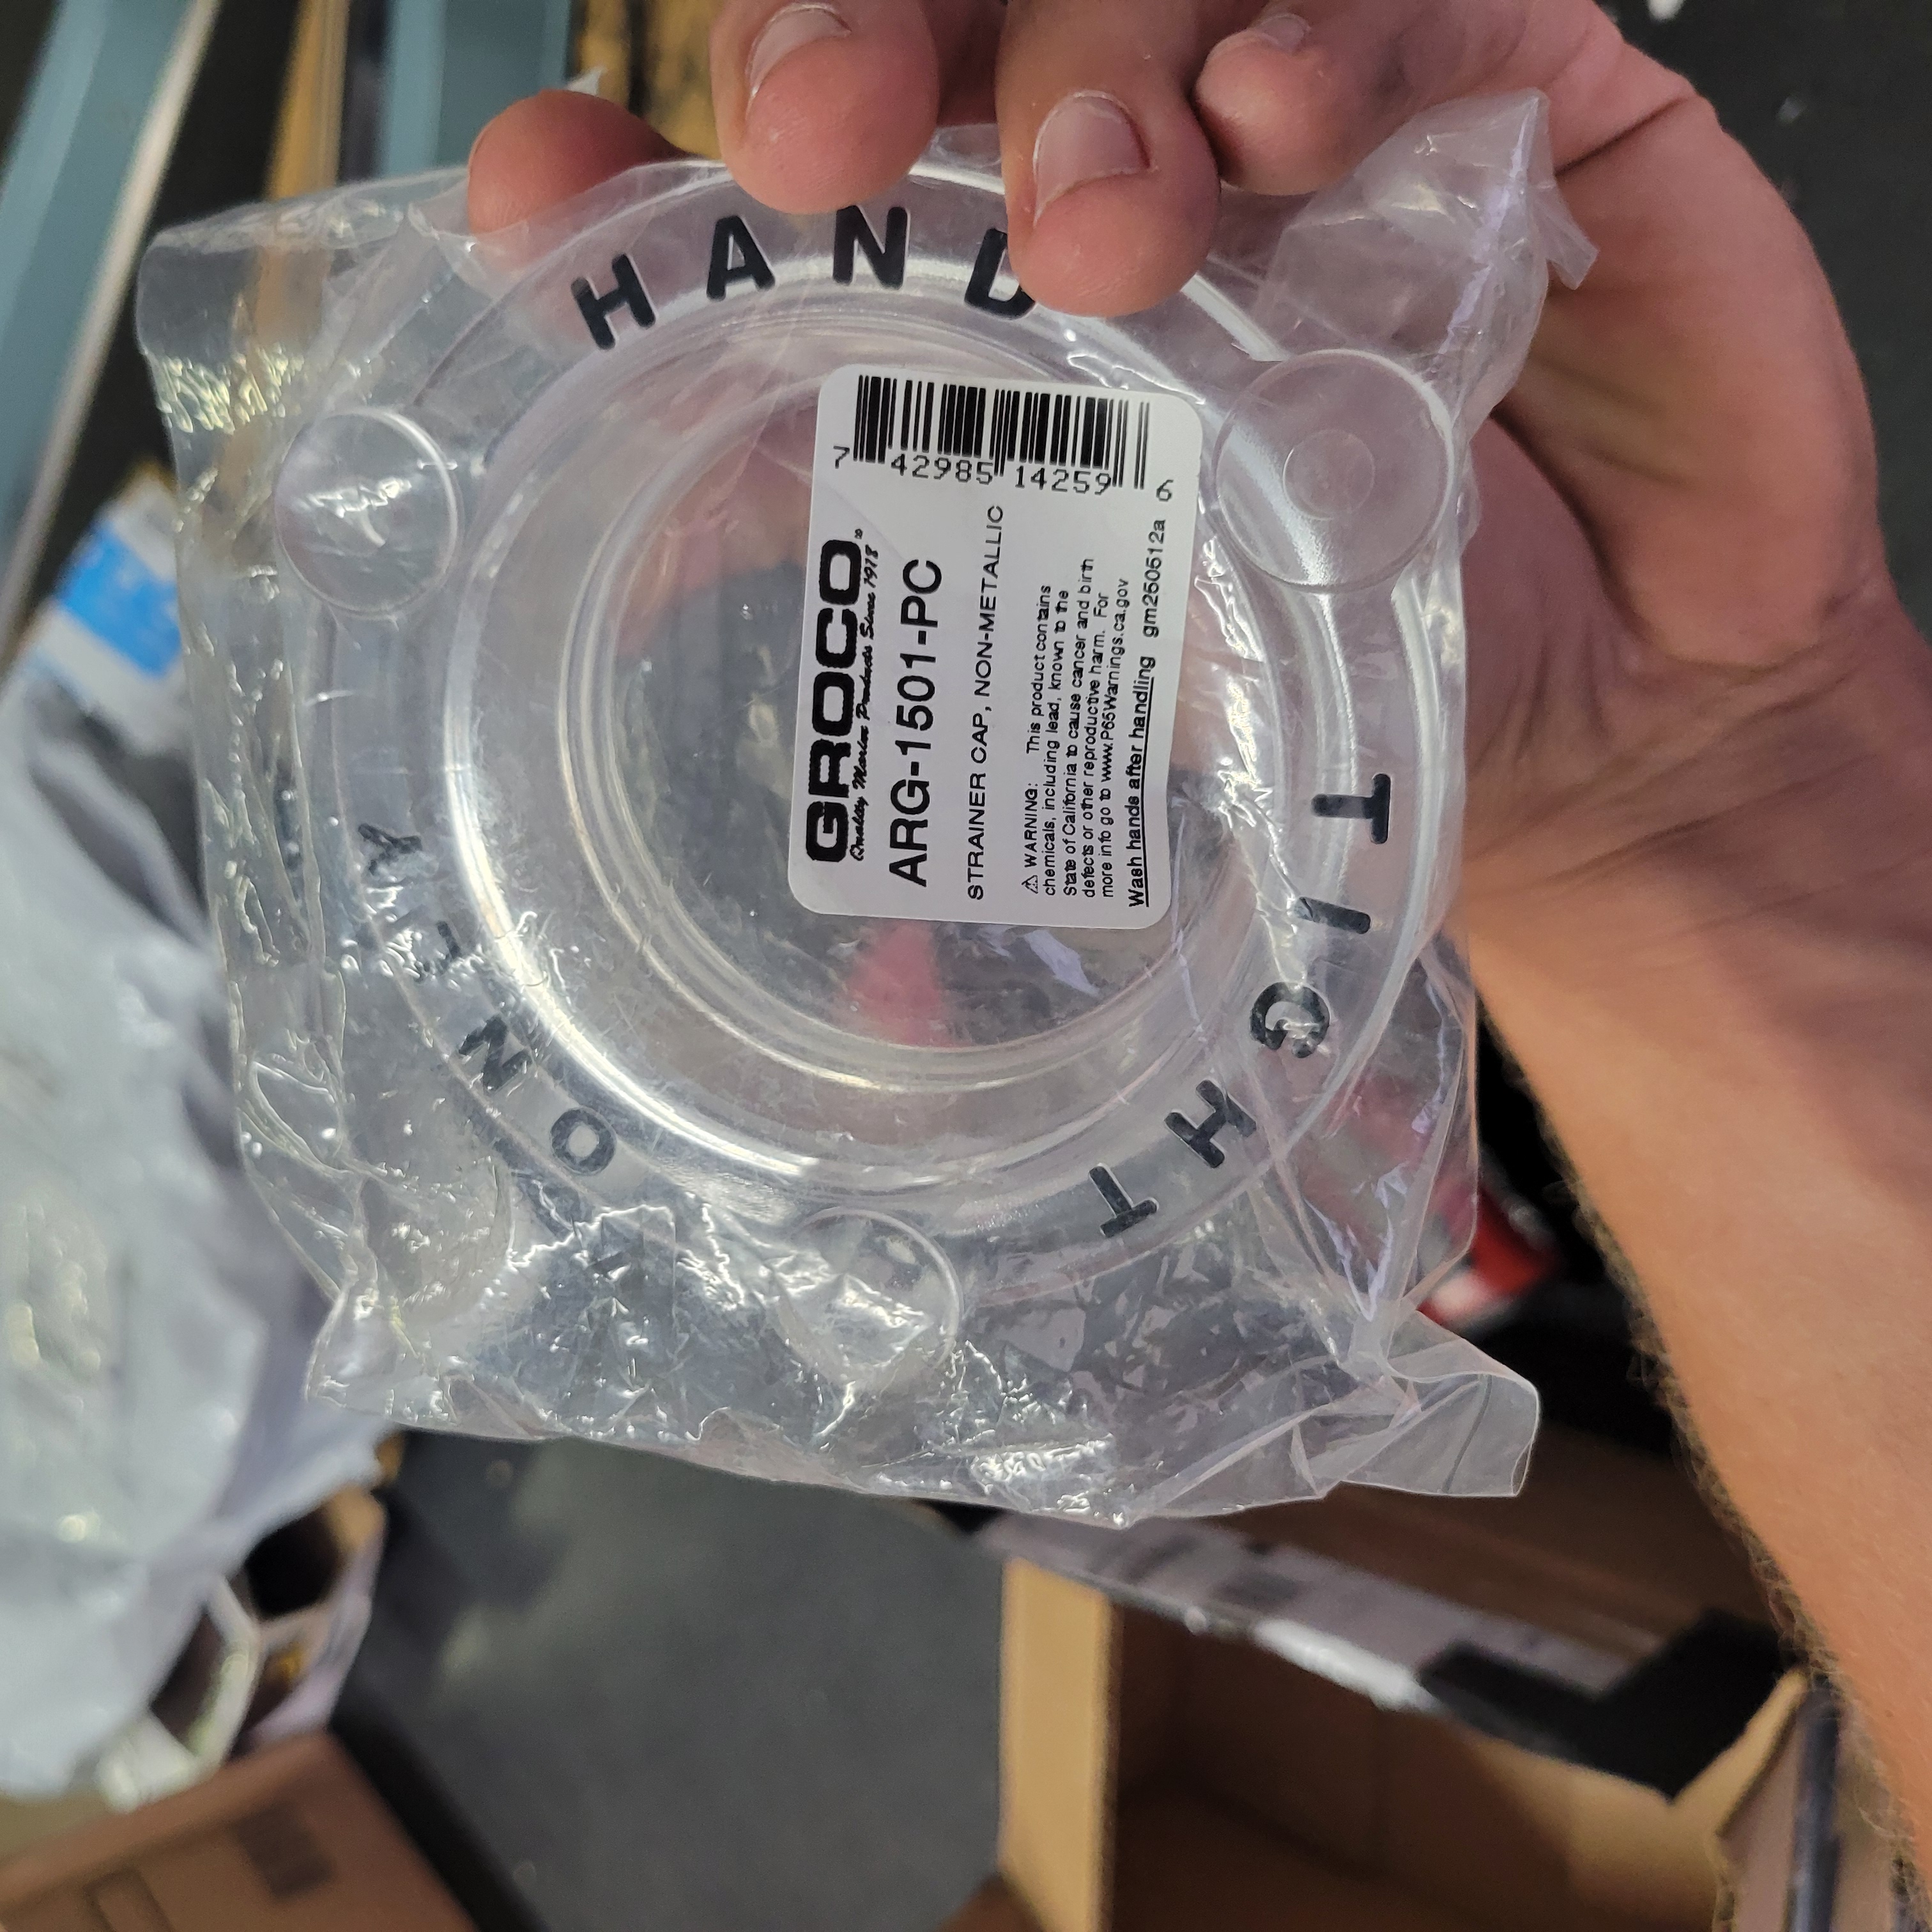 HAND
TIGHT
ONLY
GROCO®
Quality Marine Products Since 1918
ARG-1501-PC
STRAINER CAP, NON-METALLIC
7 42985 14259 6
⚠ WARNING: This product contains
chemicals, including lead, known to the
State of California to cause cancer and birth
defects or other reproductive harm. For
more info go to www.P65Warnings.ca.gov
Wash hands after handling gm250512a